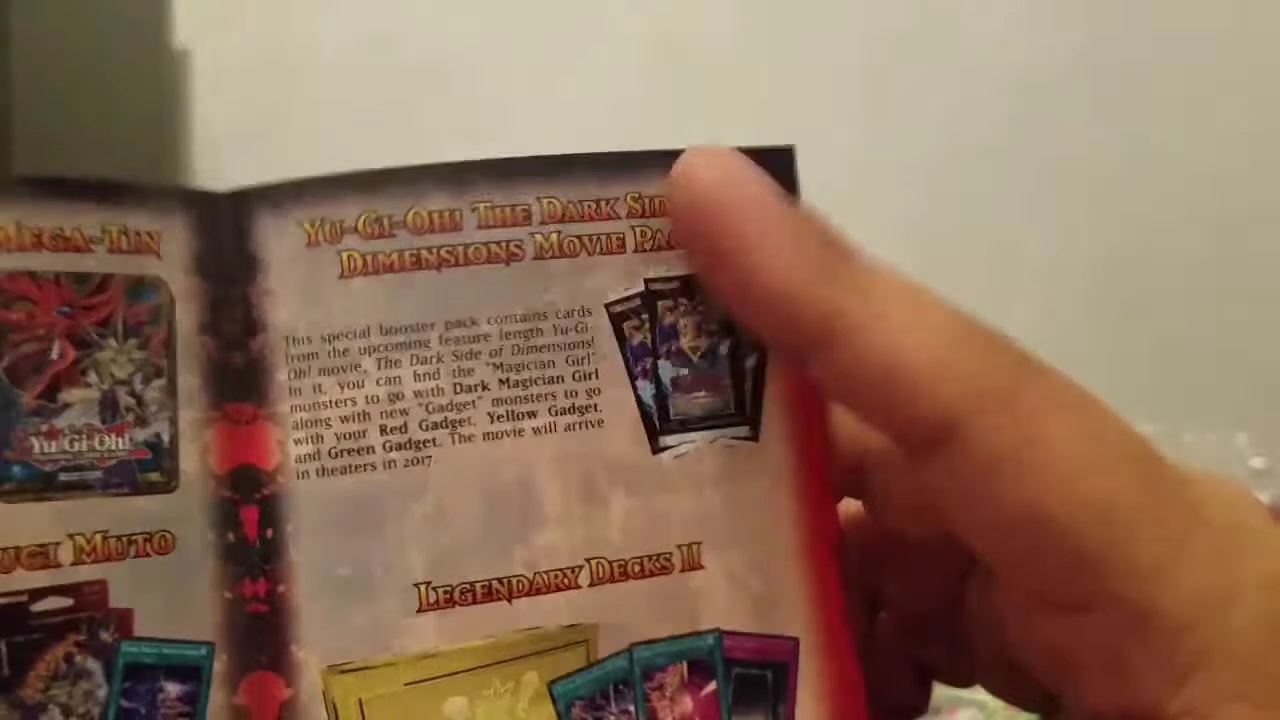 MEGA-TIN
YU-GI-OH!
YU-GI-OH! THE DARK
DIMENSIONS MOVIE
This special booster pack contains cards
from the upcoming feature length Yu-Gi-
Oh! movie, The Dark Side of Dimensions!
In it, you can find the "Magician Girl"
monsters to go with Dark Magician Girl
along with new "Gadget" monsters to go
with your Red Gadget, Yellow Gadget,
and Green Gadget. The movie will arrive
in theaters in 2017.
MUTO
LEGENDARY DECKS II